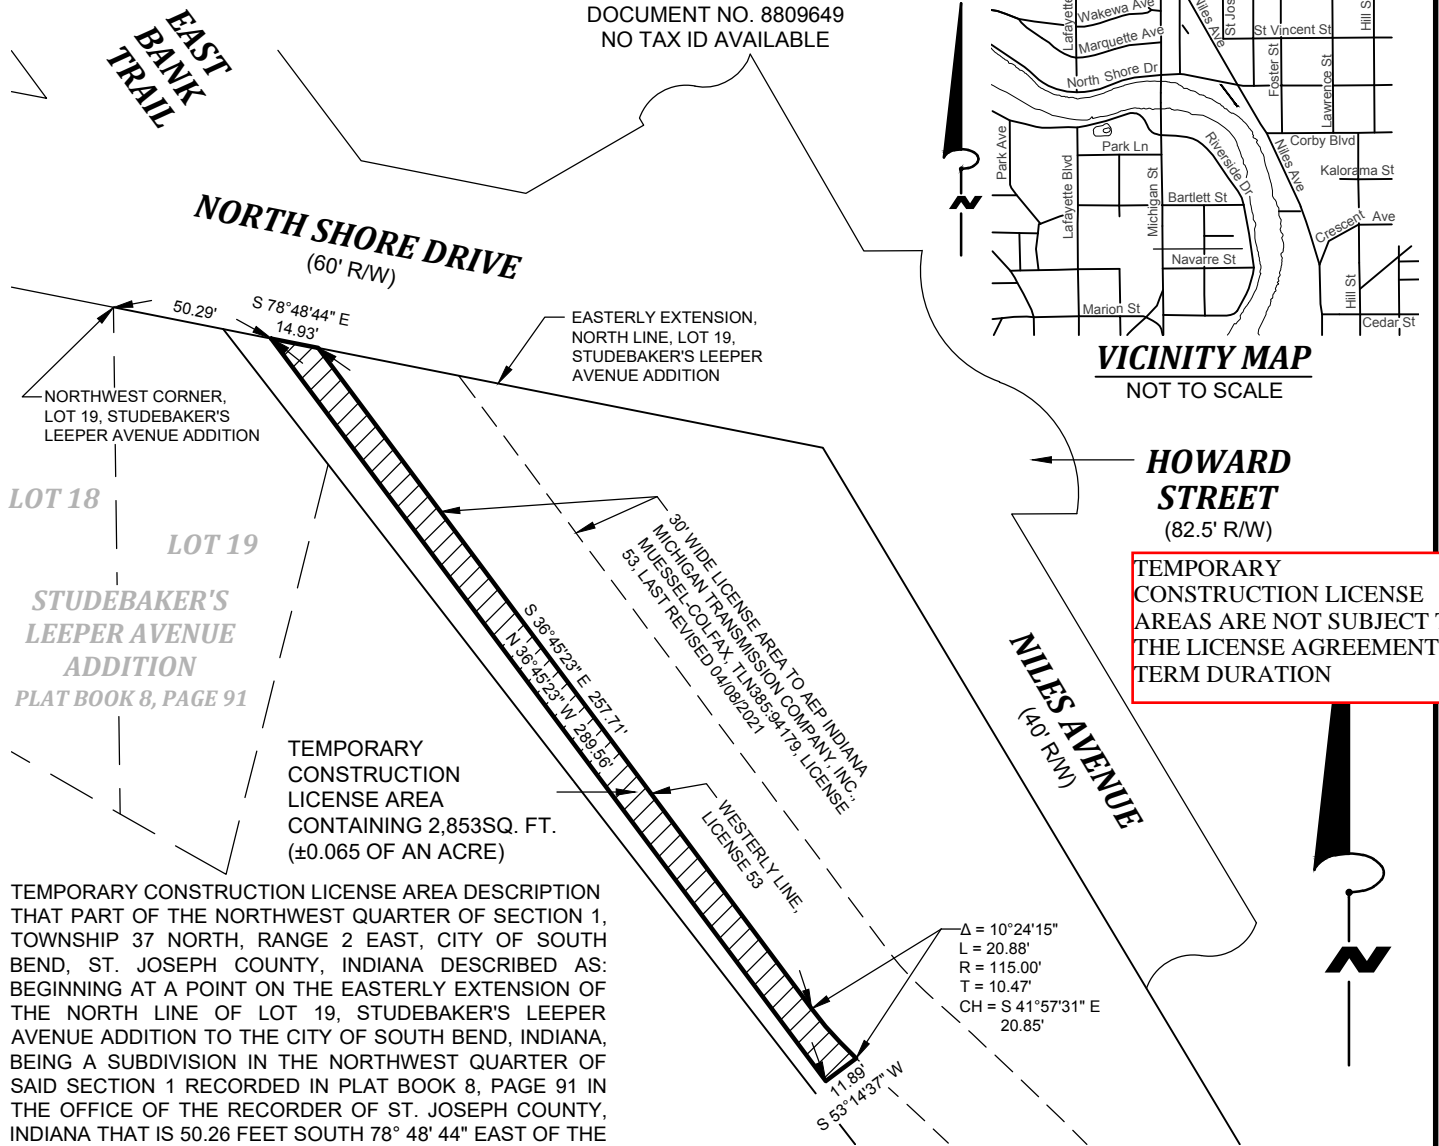 DOCUMENT NO. 8809649
NO TAX ID AVAILABLE
EAST
BANK
TRAIL
NORTH SHORE DRIVE
(60' R/W)
50.29'
S 78°48'44" E
14.93'
EASTERLY EXTENSION,
NORTH LINE, LOT 19,
STUDEBAKER'S LEEPER
AVENUE ADDITION
NORTHWEST CORNER,
LOT 19, STUDEBAKER'S
LEEPER AVENUE ADDITION
LOT 18
LOT 19
STUDEBAKER'S
LEEPER AVENUE
ADDITION
PLAT BOOK 8, PAGE 91
Wakewa Ave
Marquette Ave
North Shore Dr
Lafayette
Niles Ave
St Jos
St Vincent St
Hill S
Foster St
Lawrence St
Corby Blvd
Kalorama St
Park Ave
Park Ln
Lafayette Blvd
Michigan St
Riverside Dr
Niles Ave
Bartlett St
Crescent Ave
Navarre St
Hill St
Marion St
Cedar St
N
VICINITY MAP
NOT TO SCALE
HOWARD
STREET
(82.5' R/W)
TEMPORARY
CONSTRUCTION LICENSE
AREAS ARE NOT SUBJECT T
THE LICENSE AGREEMENT
TERM DURATION
30' WIDE LICENSE AREA TO AEP INDIANA
MICHIGAN TRANSMISSION COMPANY, INC.,
MUESSEL-COLFAX, TLN385:94179, LICENSE
53, LAST REVISED 04/08/2021
S 36°45'23" E 257.71'
N 36°45'23" W 289.56'
NILES AVENUE
(40' R/W)
TEMPORARY
CONSTRUCTION
LICENSE AREA
CONTAINING 2,853SQ. FT.
(±0.065 OF AN ACRE)
WESTERLY LINE,
LICENSE 53
Δ = 10°24'15"
L = 20.88'
R = 115.00'
T = 10.47'
CH = S 41°57'31" E
20.85'
11.89'
S 53°14'37" W
N
TEMPORARY CONSTRUCTION LICENSE AREA DESCRIPTION
THAT PART OF THE NORTHWEST QUARTER OF SECTION 1,
TOWNSHIP 37 NORTH, RANGE 2 EAST, CITY OF SOUTH
BEND, ST. JOSEPH COUNTY, INDIANA DESCRIBED AS:
BEGINNING AT A POINT ON THE EASTERLY EXTENSION OF
THE NORTH LINE OF LOT 19, STUDEBAKER'S LEEPER
AVENUE ADDITION TO THE CITY OF SOUTH BEND, INDIANA,
BEING A SUBDIVISION IN THE NORTHWEST QUARTER OF
SAID SECTION 1 RECORDED IN PLAT BOOK 8, PAGE 91 IN
THE OFFICE OF THE RECORDER OF ST. JOSEPH COUNTY,
INDIANA THAT IS 50.26 FEET SOUTH 78° 48' 44" EAST OF THE